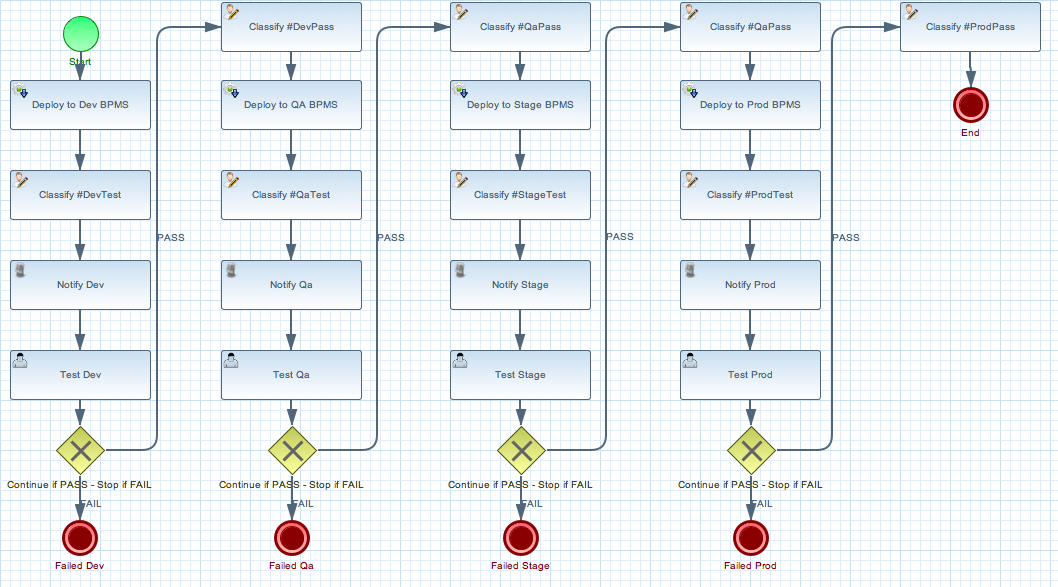 Start
Deploy to Dev BPMS
Classify #DevTest
Notify Dev
Test Dev
Continue if PASS - Stop if FAIL
FAIL
Failed Dev
PASS
Classify #DevPass
Deploy to QA BPMS
Classify #QaTest
Notify Qa
Test Qa
Continue if PASS - Stop if FAIL
FAIL
Failed Qa
PASS
Classify #QaPass
Deploy to Stage BPMS
Classify #StageTest
Notify Stage
Test Stage
Continue if PASS - Stop if FAIL
FAIL
Failed Stage
PASS
Classify #QaPass
Deploy to Prod BPMS
Classify #ProdTest
Notify Prod
Test Prod
Continue if PASS - Stop if FAIL
FAIL
Failed Prod
PASS
Classify #ProdPass
End